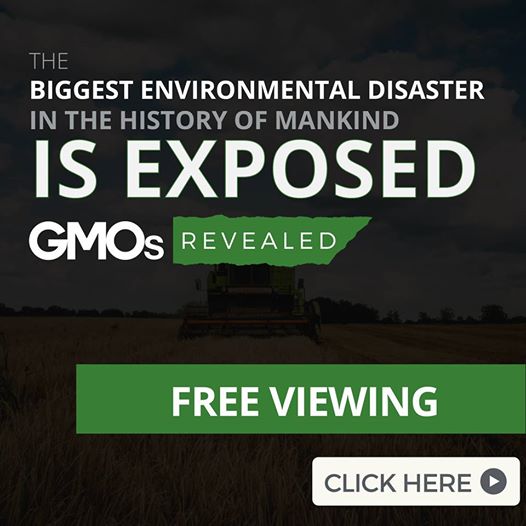 THE
BIGGEST ENVIRONMENTAL DISASTER
IN THE HISTORY OF MANKIND
IS EXPOSED
GMOs REVEALED
FREE VIEWING
CLICK HERE